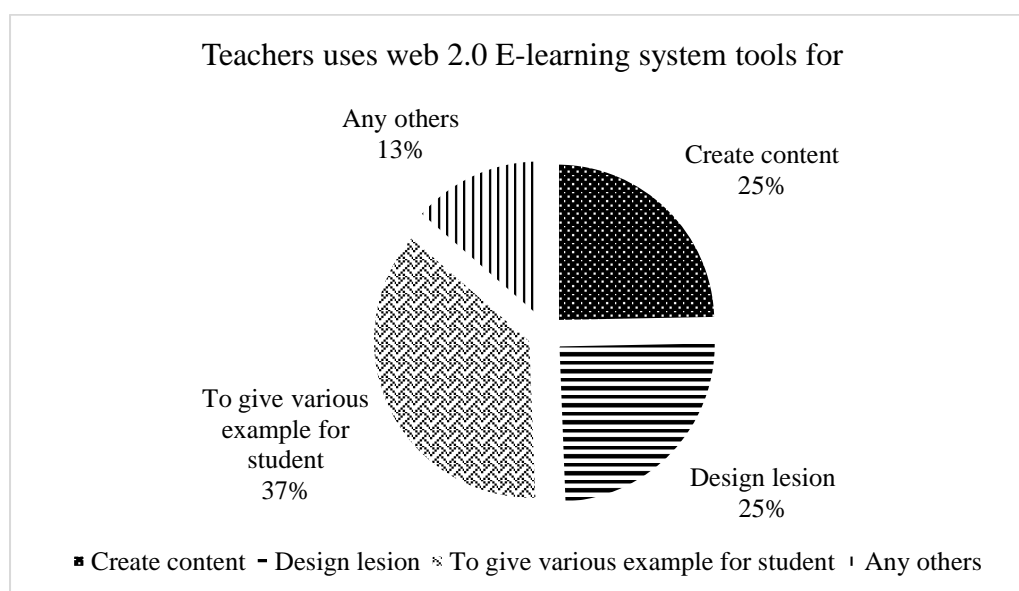 Teachers uses web 2.0 E-learning system tools for
Any others
13%
Create content
25%
To give various
example for
student
37%
Design lesion
25%
Create content Design lesion To give various example for student Any others